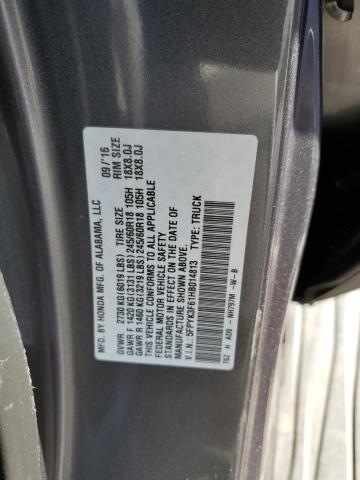 MFD. BY HONDA MFG. OF ALABAMA, LLC 09/'16
GVWR 2730 KG(6019 LBS) TIRE SIZE RIM SIZE
GAWR F 1420 KG(3131 LBS) 245/60R18 105H 18X8.0J
GAWR R 1460 KG(3219 LBS) 245/60R18 105H 18X8.0J
THIS VEHICLE CONFORMS TO ALL APPLICABLE
FEDERAL MOTOR VEHICLE SAFETY
STANDARDS IN EFFECT ON THE DATE OF
MANUFACTURE SHOWN ABOVE.
V.I.N.: 5FPYK3F61HB014813 TYPE: TRUCK
T6Z H A09 -NH797M -W-B